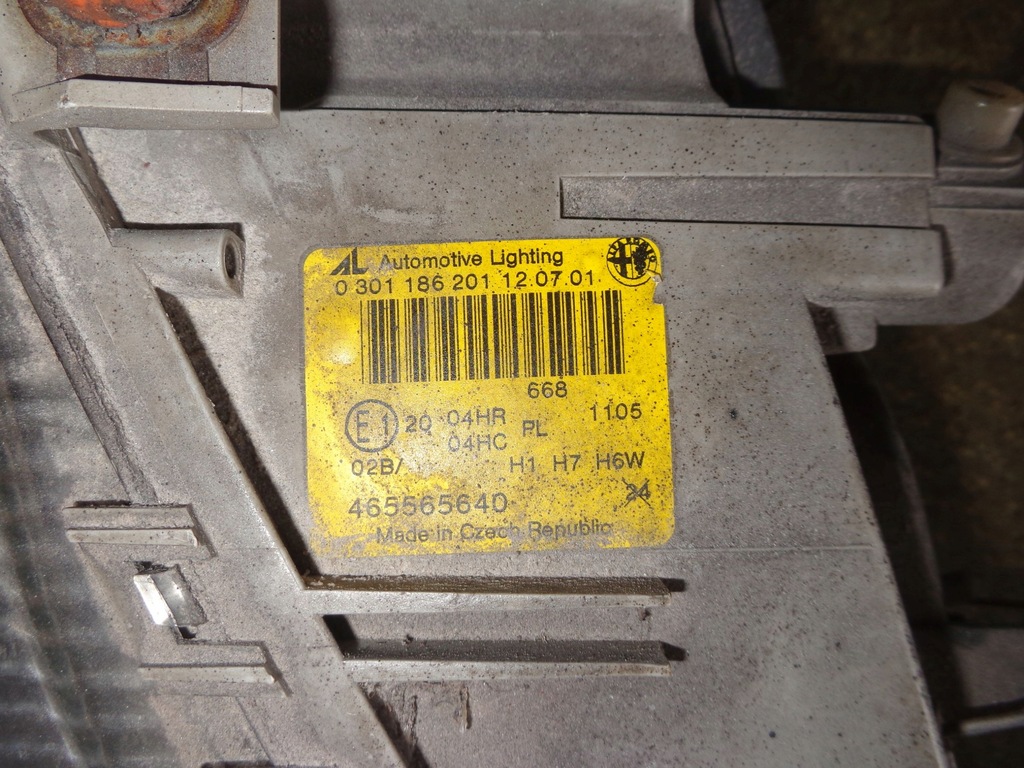 AL Automotive Lighting
0 301 186 201 12.07.01
668
E1 20 04HR PL 1105
04HC
02B/ H1 H7 H6W
465565640
24
Made in Czech Republic